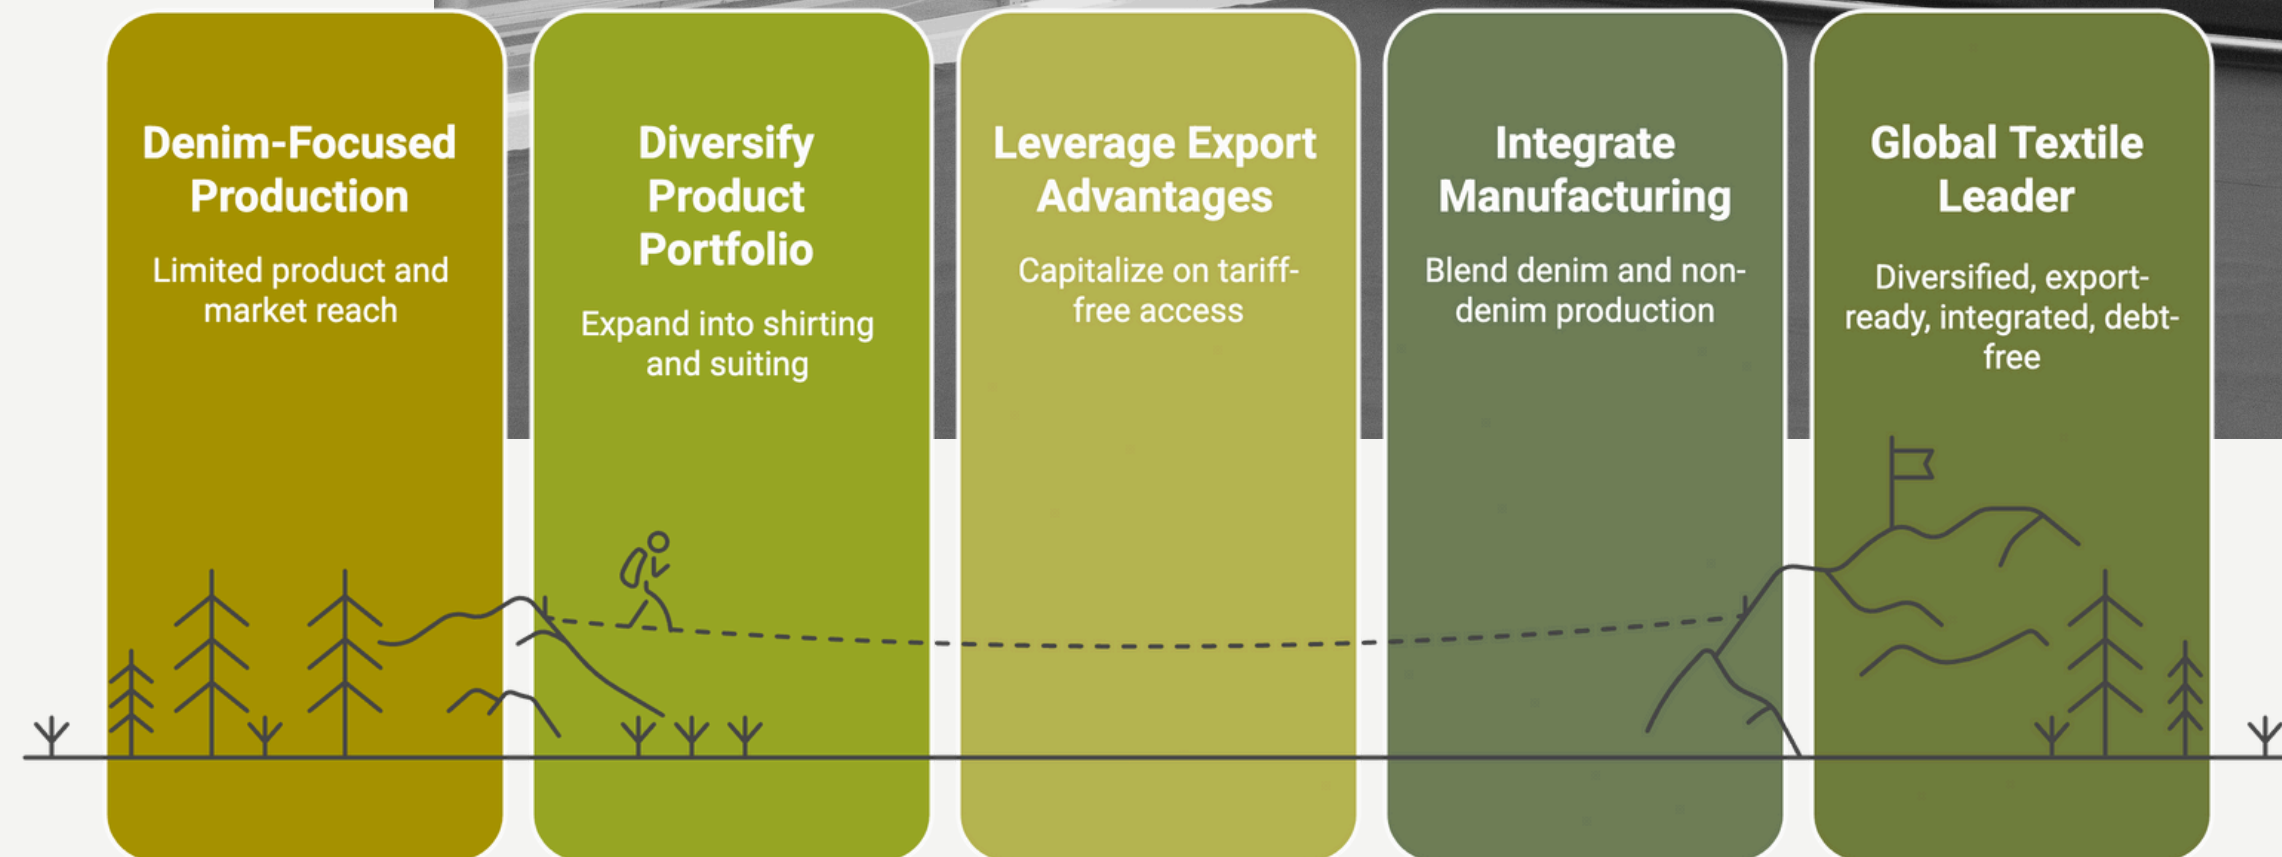 Denim-Focused
Production
Limited product and
market reach
Diversify
Product
Portfolio
Expand into shirting
and suiting
Leverage Export
Advantages
Capitalize on tariff-
free access
Integrate
Manufacturing
Blend denim and non-
denim production
Global Textile
Leader
Diversified, export-
ready, integrated, debt-
free